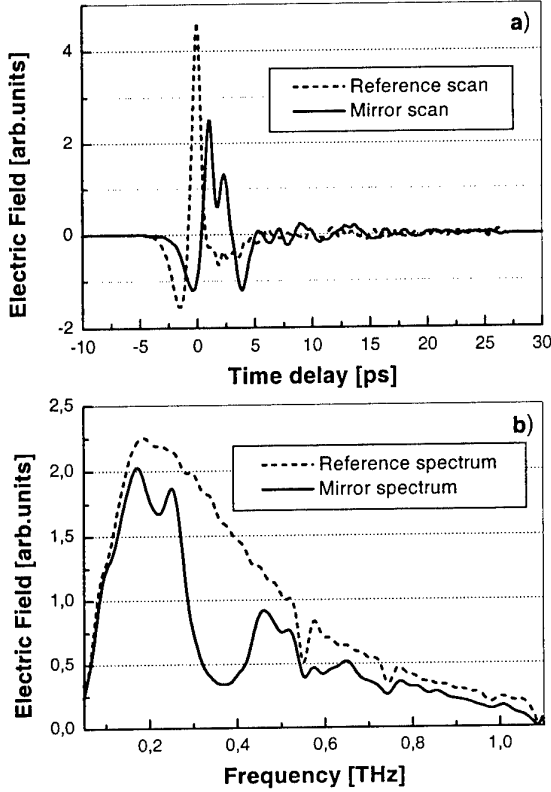 a)
Electric Field [arb.units]
4
2
0
-2
Reference scan
Mirror scan
-10 -5 0 5 10 15 20 25 30
Time delay [ps]
b)
Electric Field [arb.units]
2,5
2,0
1,5
1,0
0,5
0,0
Reference spectrum
Mirror spectrum
0,2 0,4 0,6 0,8 1,0
Frequency [THz]